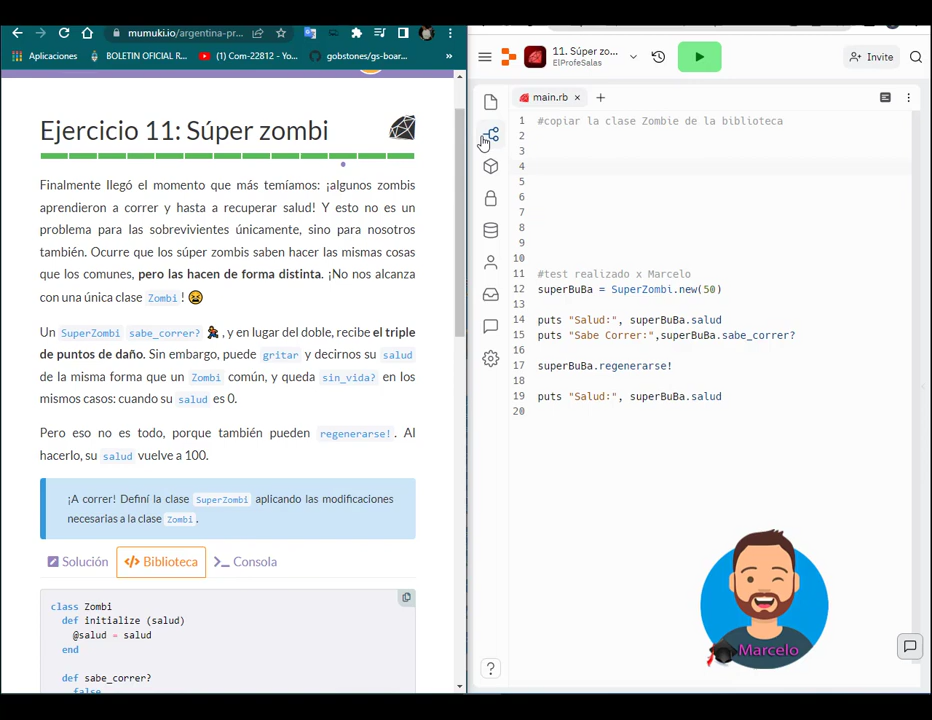 mumuki.io/argentina-pr...
Aplicaciones
BOLETIN OFICIAL R...
(1) Com-22812 - Yo...
gobstones/gs-boar...
»
Ejercicio 11: Súper zombi
Finalmente llegó el momento que más temíamos: ¡algunos zombis
aprendieron a correr y hasta a recuperar salud! Y esto no es un
problema para las sobrevivientes únicamente, sino para nosotros
también. Ocurre que los súper zombis saben hacer las mismas cosas
que los comunes, pero las hacen de forma distinta. ¡No nos alcanza
con una única clase Zombi !
Un SuperZombi sabe_correr? , y en lugar del doble, recibe el triple
de puntos de daño. Sin embargo, puede gritar y decirnos su salud
de la misma forma que un Zombi común, y queda sin_vida? en los
mismos casos: cuando su salud es 0.
Pero eso no es todo, porque también pueden regenerarse! . Al
hacerlo, su salud vuelve a 100.
¡A correr! Definí la clase SuperZombi aplicando las modificaciones
necesarias a la clase Zombi .
Solución
</> Biblioteca
>_ Consola
class Zombi
def initialize (salud)
@salud = salud
end
def sabe_correr?
false
11. Súper zo...
ElProfeSalas
Invite
main.rb
1 #copiar la clase Zombie de la biblioteca
2
3
4
5
6
7
8
9
10
11 #test realizado x Marcelo
12 superBuBa = SuperZombi.new(50)
13
14 puts "Salud:", superBuBa.salud
15 puts "Sabe Correr:",superBuBa.sabe_correr?
16
17 superBuBa.regenerarse!
18
19 puts "Salud:", superBuBa.salud
20
Marcelo
?